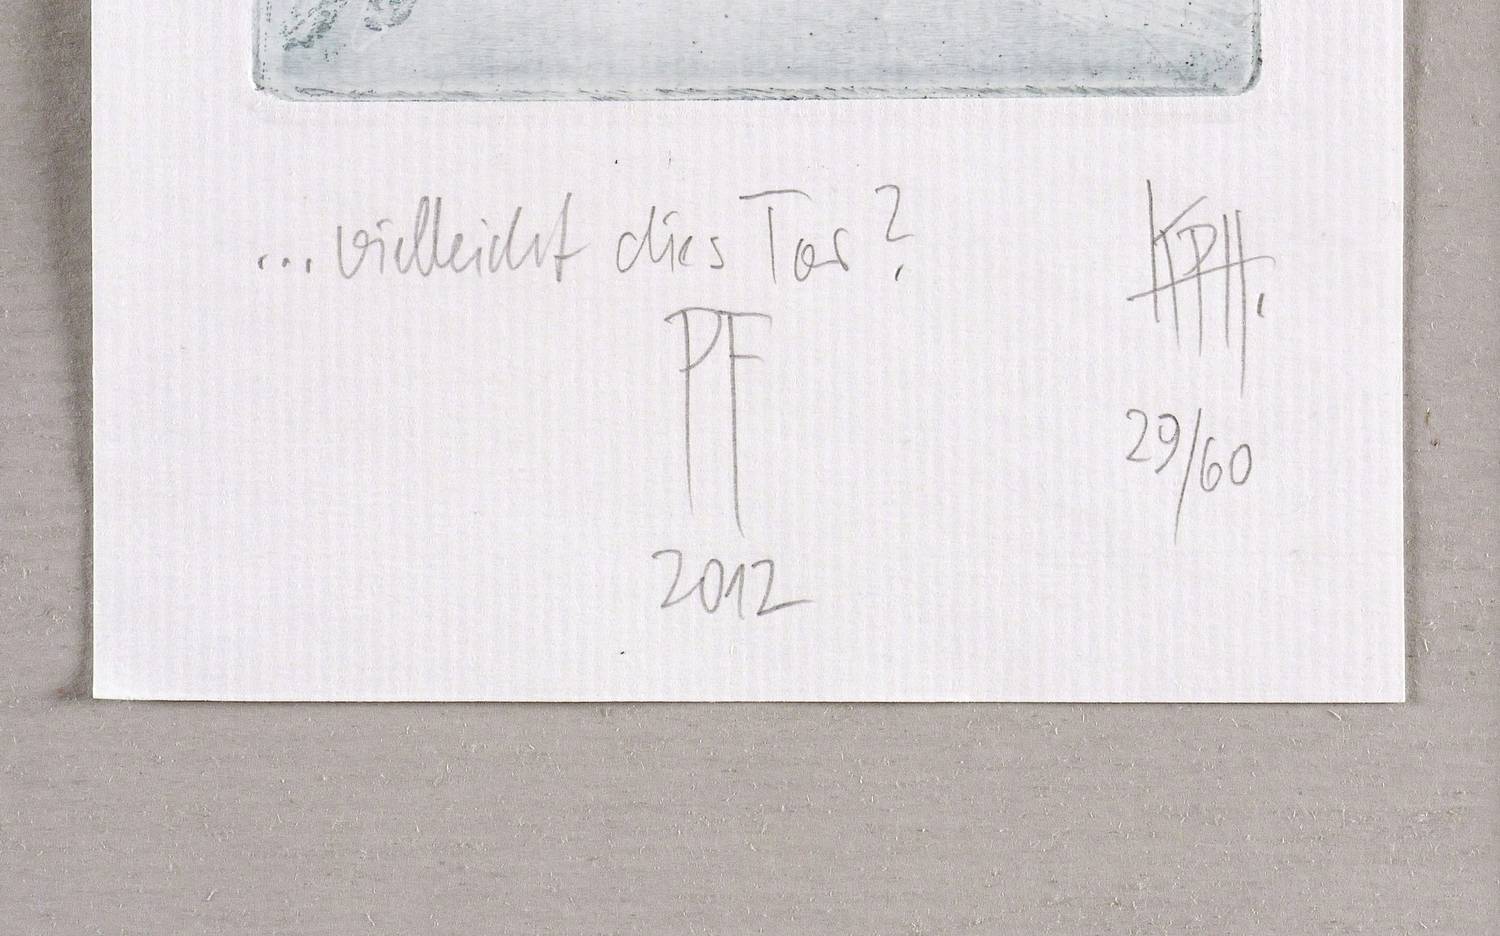 ... vielleicht dies Tor?
KPH.
PF
29/60
2012